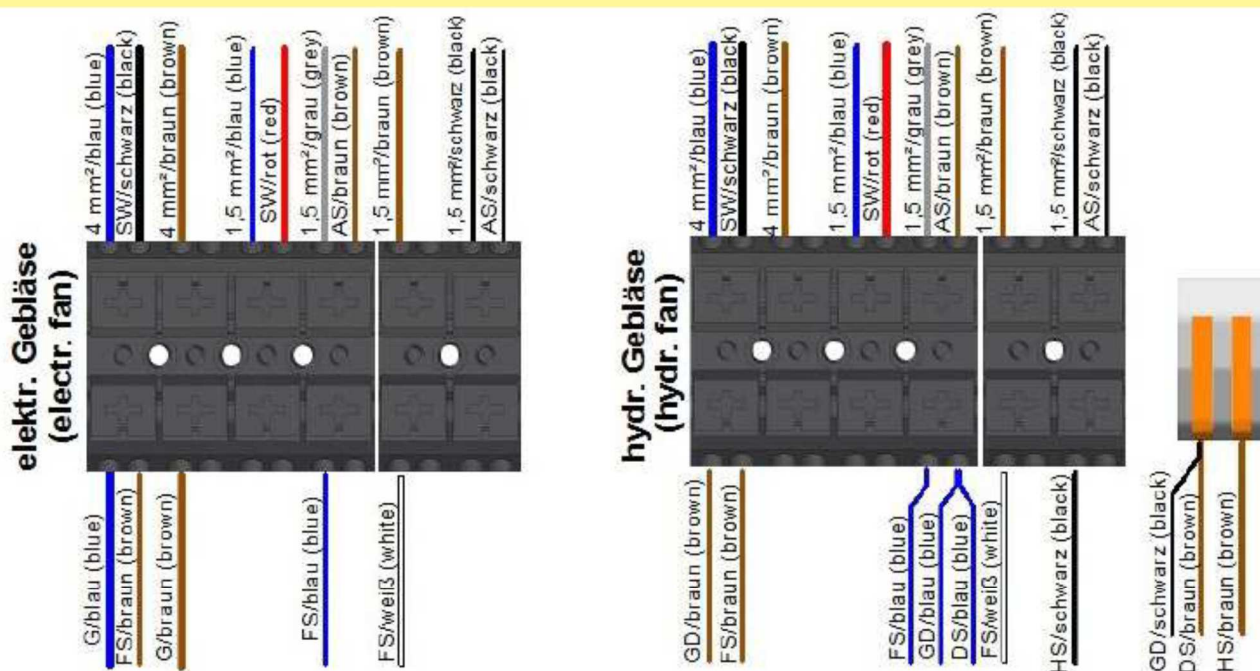 elektr. Gebläse
(electr. fan)
4 mm²/blau (blue)
SW/schwarz (black)
4 mm²/braun (brown)
1,5 mm²/blau (blue)
SW/rot (red)
1,5 mm²/grau (grey)
AS/braun (brown)
1,5 mm²/braun (brown)
1,5 mm²/schwarz (black)
AS/schwarz (black)
G/blau (blue)
FS/braun (brown)
G/braun (brown)
FS/blau (blue)
FS/weiß (white)
hydr. Gebläse
(hydr. fan)
4 mm²/blau (blue)
SW/schwarz (black)
4 mm²/braun (brown)
1,5 mm²/blau (blue)
SW/rot (red)
1,5 mm²/grau (grey)
AS/braun (brown)
1,5 mm²/braun (brown)
1,5 mm²/schwarz (black)
AS/schwarz (black)
GD/braun (brown)
FS/braun (brown)
FS/blau (blue)
GD/blau (blue)
DS/blau (blue)
FS/weiß (white)
HS/schwarz (black)
GD/schwarz (black)
DS/braun (brown)
HS/braun (brown)